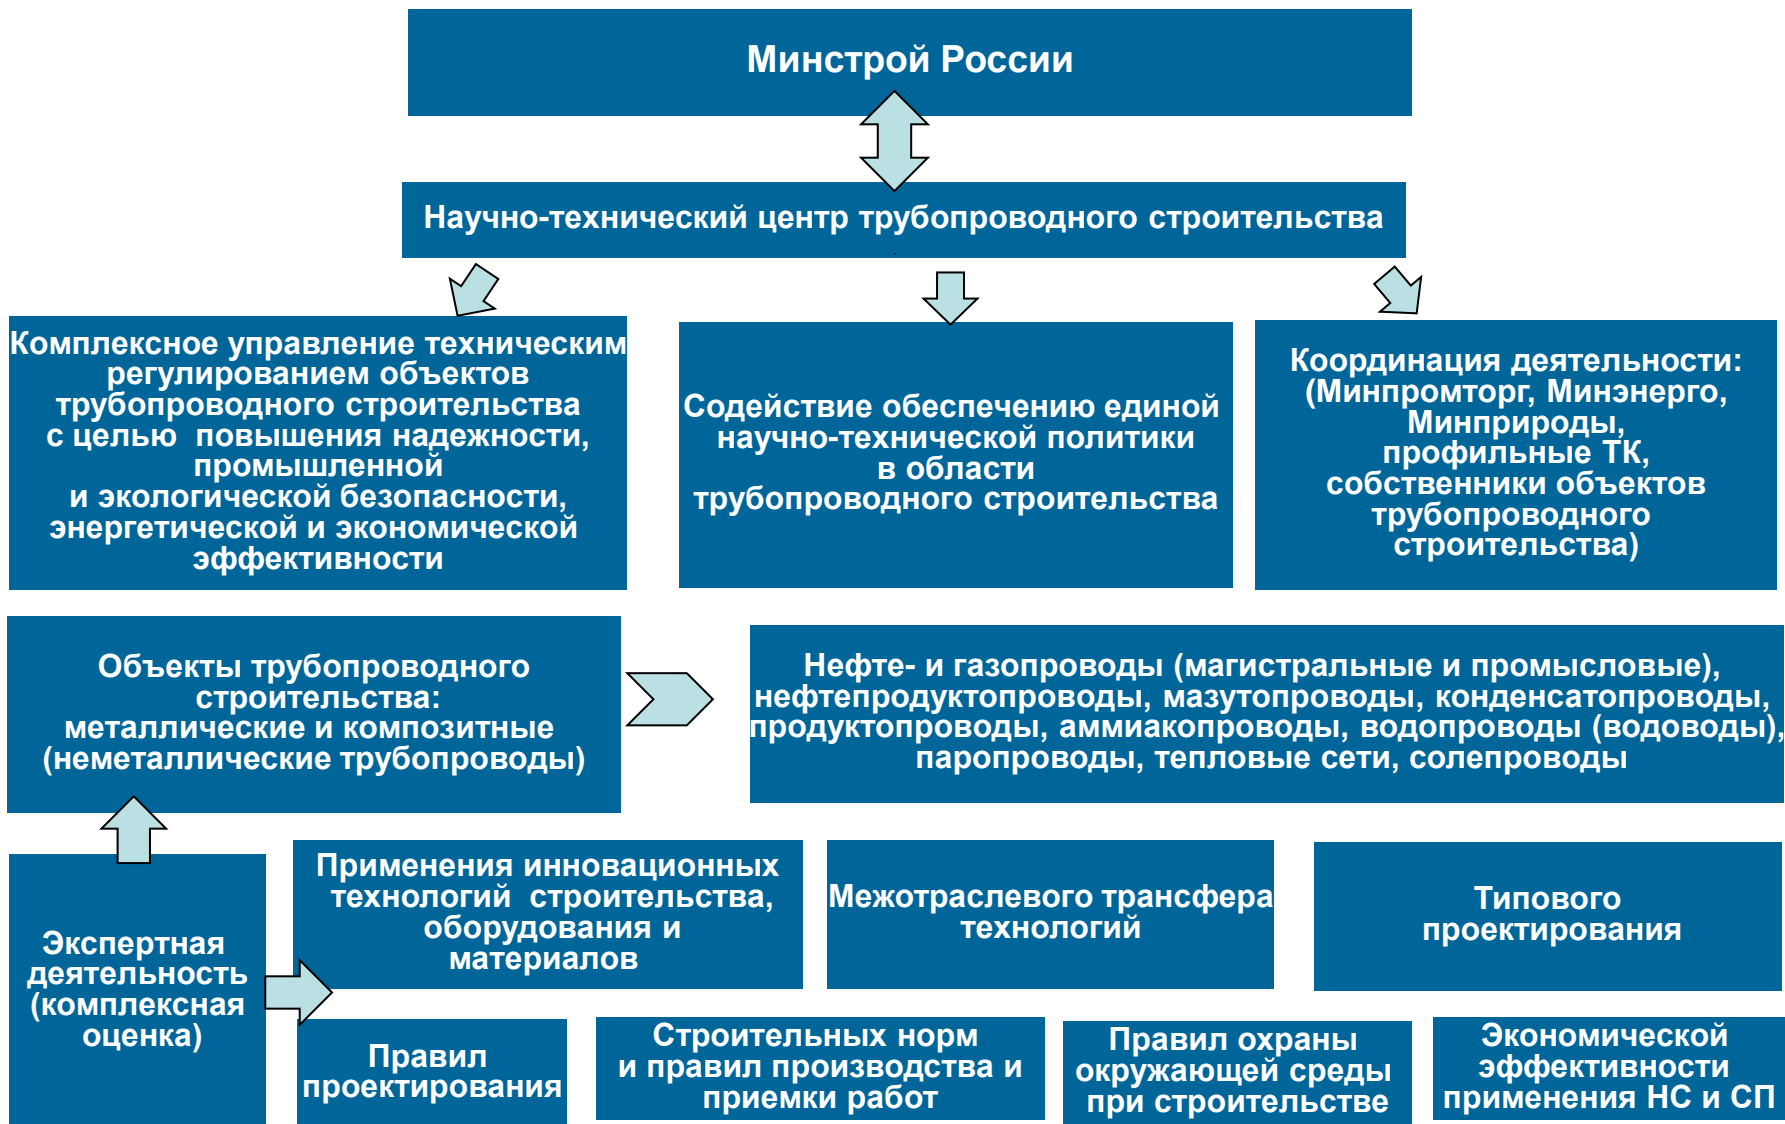 Минстрой России
Научно-технический центр трубопроводного строительства
Комплексное управление техническим
регулированием объектов
трубопроводного строительства
с целью повышения надежности,
промышленной
и экологической безопасности,
энергетической и экономической
эффективности
Содействие обеспечению единой
научно-технической политики
в области
трубопроводного строительства
Координация деятельности:
(Минпромторг, Минэнерго,
Минприроды,
профильные ТК,
собственники объектов
трубопроводного
строительства)
Объекты трубопроводного
строительства:
металлические и композитные
(неметаллические трубопроводы)
Нефте- и газопроводы (магистральные и промысловые),
нефтепродуктопроводы, мазутопроводы, конденсатопроводы,
продуктопроводы, аммиакопроводы, водопроводы (водоводы),
паропроводы, тепловые сети, солепроводы
Экспертная
деятельность
(комплексная
оценка)
Применения инновационных
технологий строительства,
оборудования и
материалов
Межотраслевого трансфера
технологий
Типового
проектирования
Правил
проектирования
Строительных норм
и правил производства и
приемки работ
Правил охраны
окружающей среды
при строительстве
Экономической
эффективности
применения НС и СП